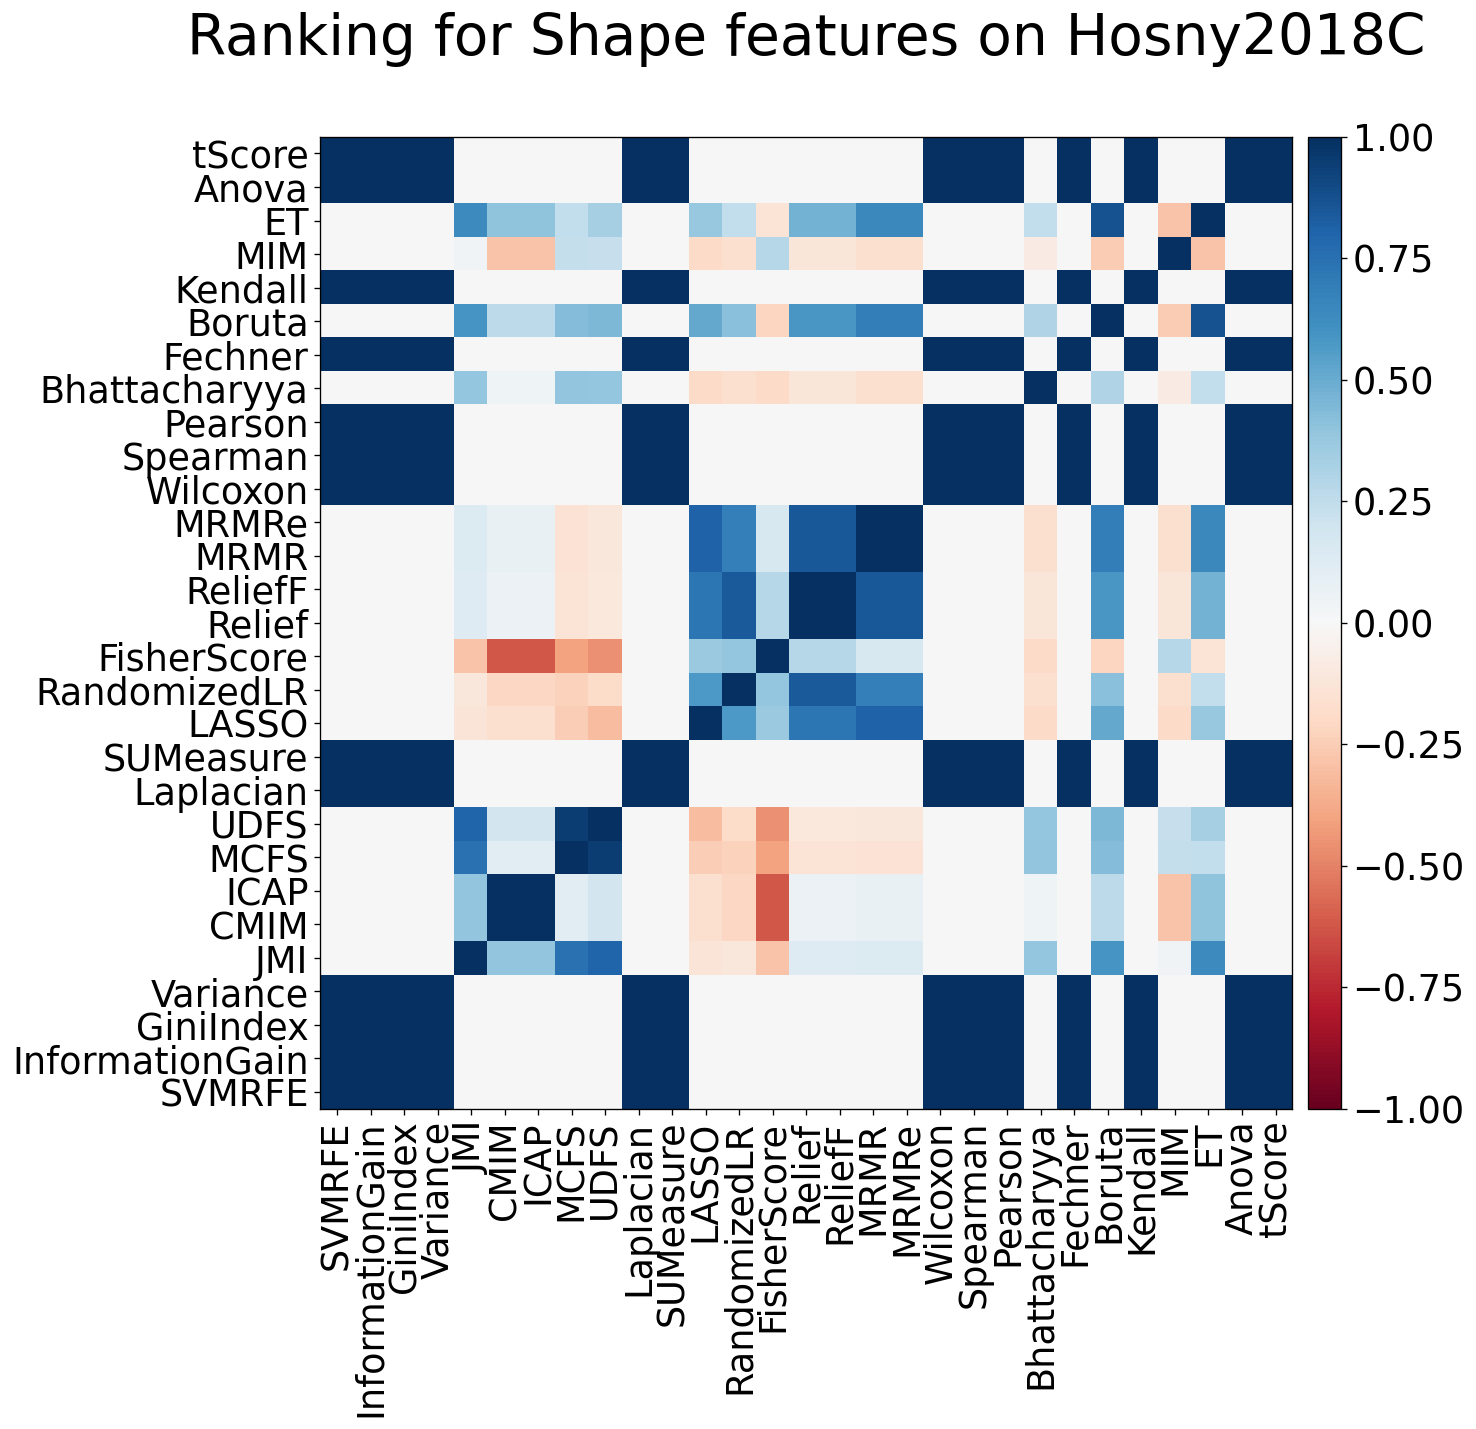 Ranking for Shape features on Hosny2018C
tScore
Anova
ET
MIM
Kendall
Boruta
Fechner
Bhattacharyya
Pearson
Spearman
Wilcoxon
MRMRe
MRMR
ReliefF
Relief
FisherScore
RandomizedLR
LASSO
SUMeasure
Laplacian
UDFS
MCFS
ICAP
CMIM
JMI
Variance
GiniIndex
InformationGain
SVMRFE
SVMRFE
InformationGain
GiniIndex
Variance
JMI
CMIM
ICAP
MCFS
UDFS
Laplacian
SUMeasure
LASSO
RandomizedLR
FisherScore
Relief
ReliefF
MRMR
MRMRe
Wilcoxon
Spearman
Pearson
Bhattacharyya
Fechner
Boruta
Kendall
MIM
ET
Anova
tScore
1.00
0.75
0.50
0.25
0.00
−0.25
−0.50
−0.75
−1.00